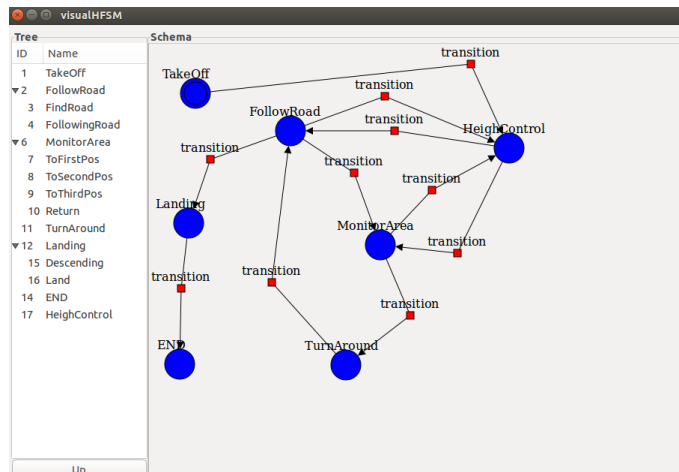 visualHFSM
Tree
ID Name
1 TakeOff
2 FollowRoad
3 FindRoad
4 FollowingRoad
6 MonitorArea
7 ToFirstPos
8 ToSecondPos
9 ToThirdPos
10 Return
11 TurnAround
12 Landing
15 Descending
16 Land
14 END
17 HeighControl
Up
Schema
transition
TakeOff
transition
FollowRoad
transition
HeighControl
transition
transition
transition
Landing
MonitorArea
transition
transition
transition
transition
END
TurnAround